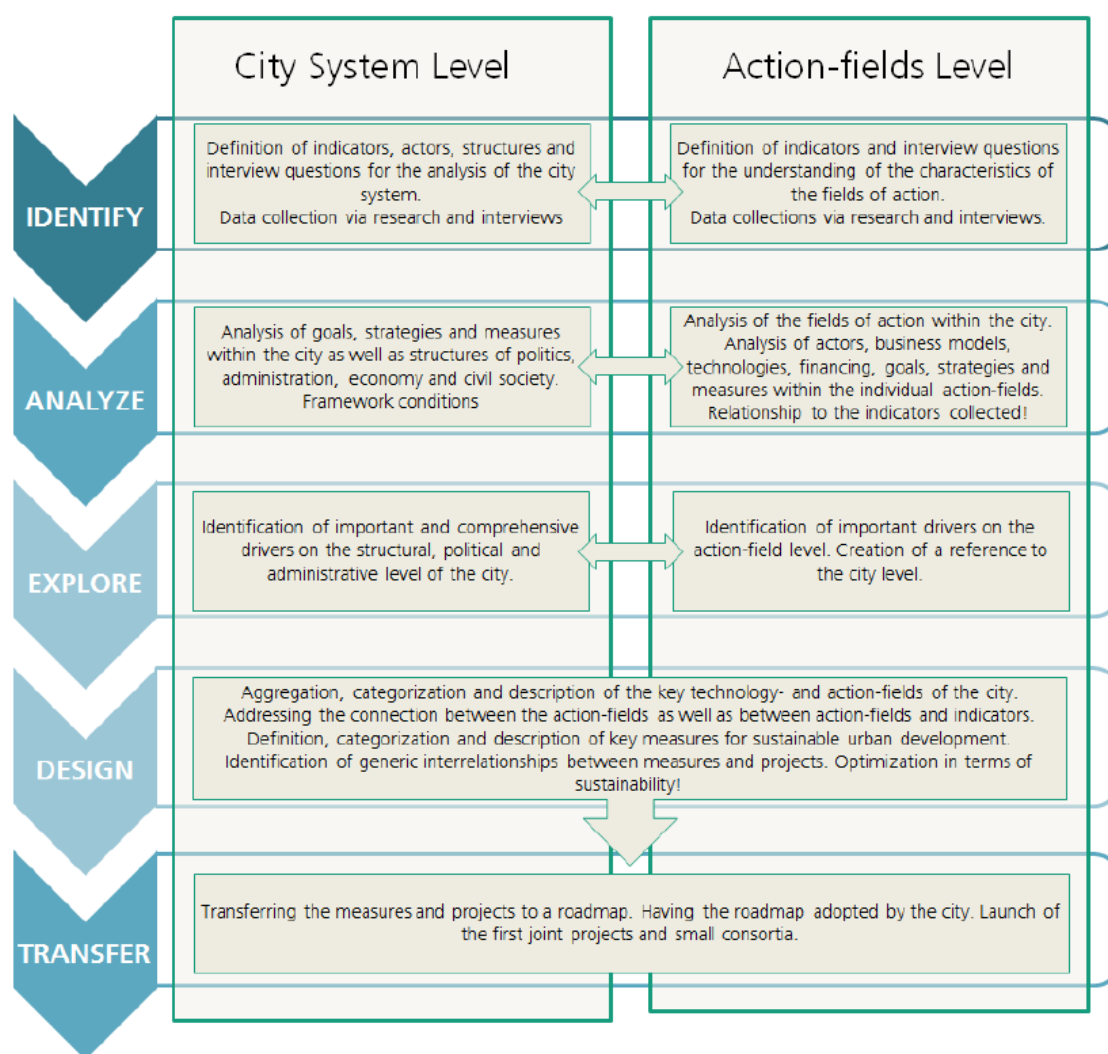 City System Level
Action-fields Level
IDENTIFY
Definition of indicators, actors, structures and
interview questions for the analysis of the city
system.
Data collection via research and interviews
Definition of indicators and interview questions
for the understanding of the characteristics of
the fields of action.
Data collections via research and interviews.
ANALYZE
Analysis of goals, strategies and measures
within the city as well as structures of politics,
administration, economy and civil society.
Framework conditions
Analysis of the fields of action within the city.
Analysis of actors, business models,
technologies, financing, goals, strategies and
measures within the individual action-fields.
Relationship to the indicators collected!
EXPLORE
Identification of important and comprehensive
drivers on the structural, political and
administrative level of the city.
Identification of important drivers on the
action-field level. Creation of a reference to
the city level.
DESIGN
Aggregation, categorization and description of the key technology- and action-fields of the city.
Addressing the connection between the action-fields as well as between action-fields and indicators.
Definition, categorization and description of key measures for sustainable urban development.
Identification of generic interrelationships between measures and projects. Optimization in terms of
sustainability!
TRANSFER
Transferring the measures and projects to a roadmap. Having the roadmap adopted by the city. Launch of
the first joint projects and small consortia.